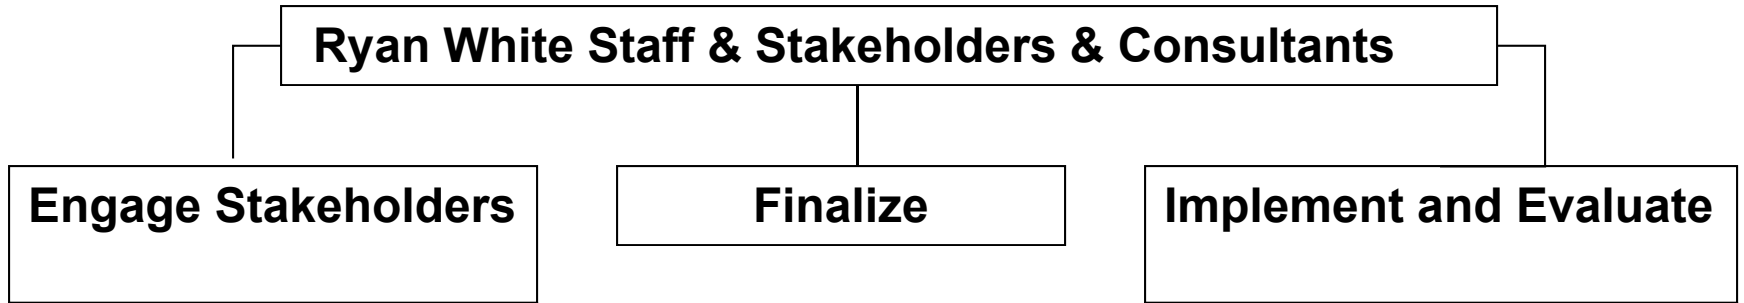 Ryan White Staff & Stakeholders & Consultants
Engage Stakeholders
Finalize
Implement and Evaluate